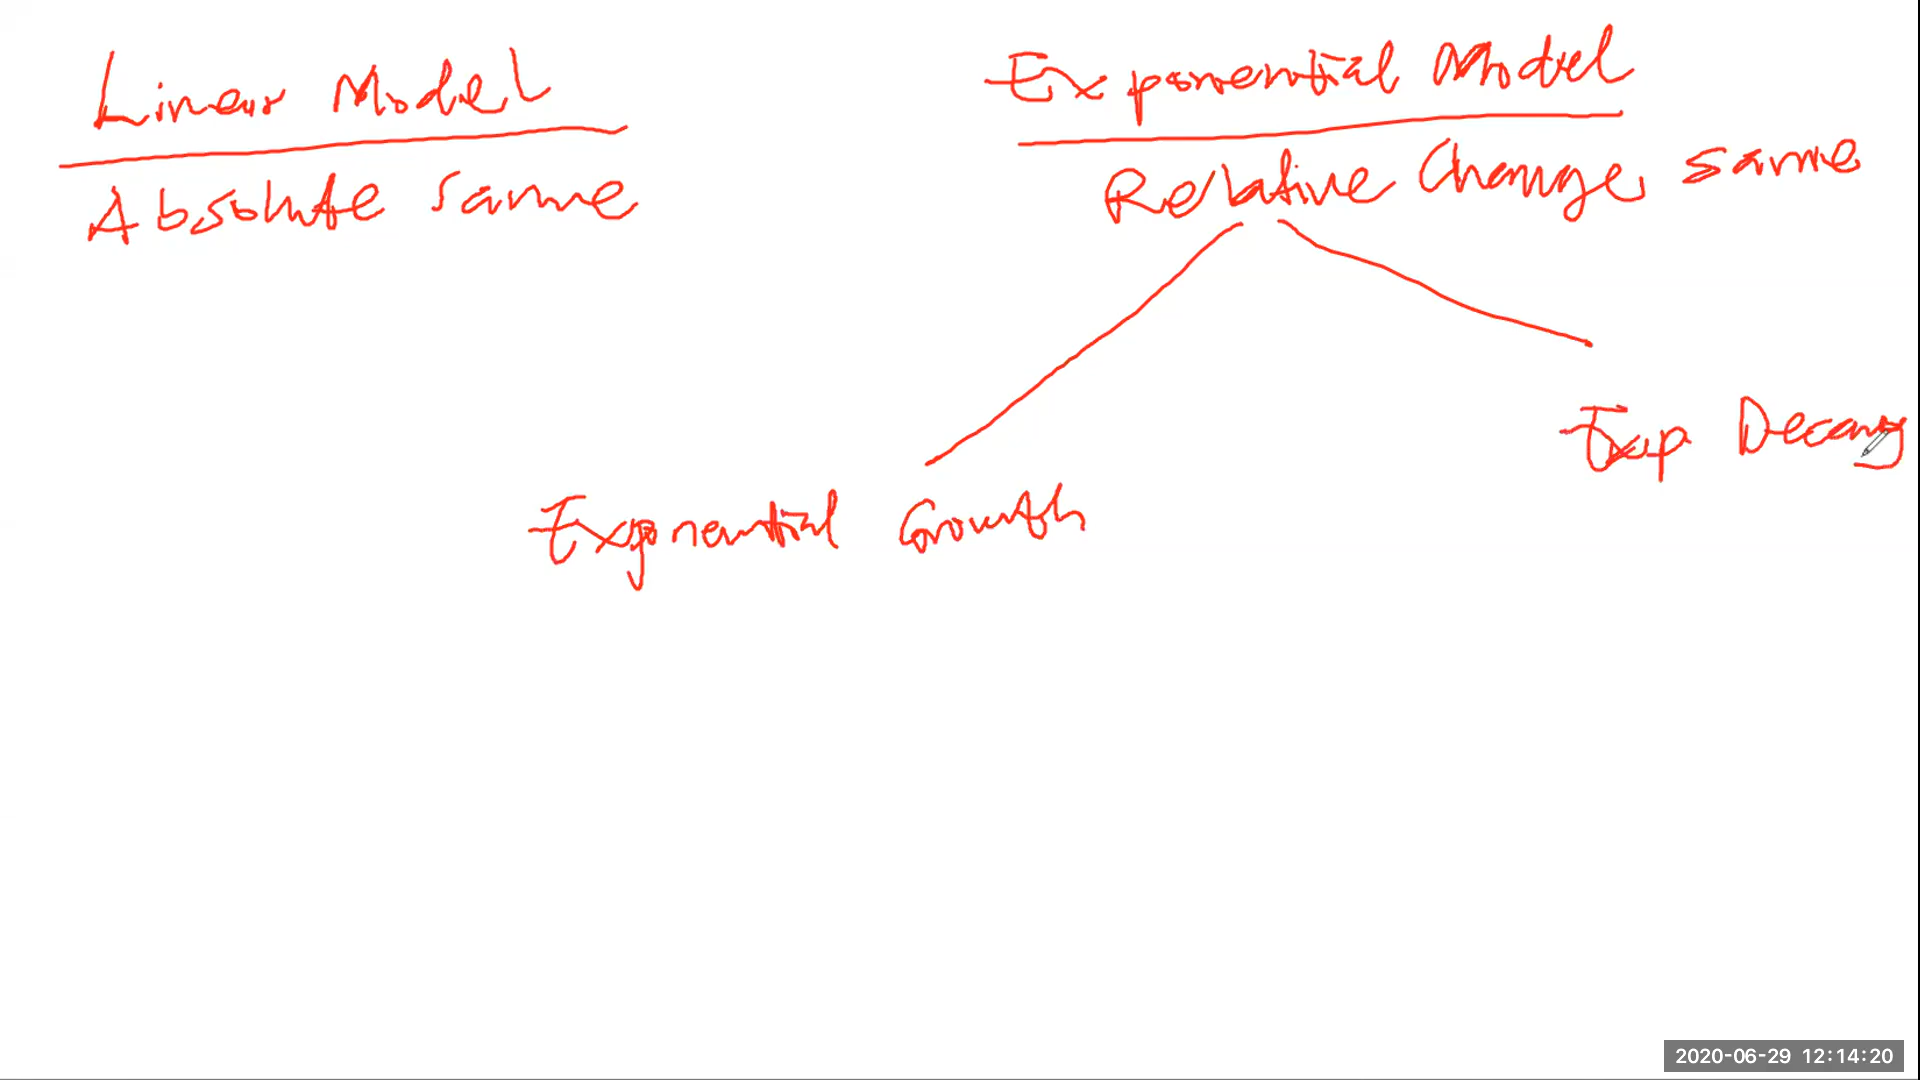 Linear Model
Absolute same
Exponential Model
Relative Change same
Exp Decay
Exponential Growth
2020-06-29 12:14:20